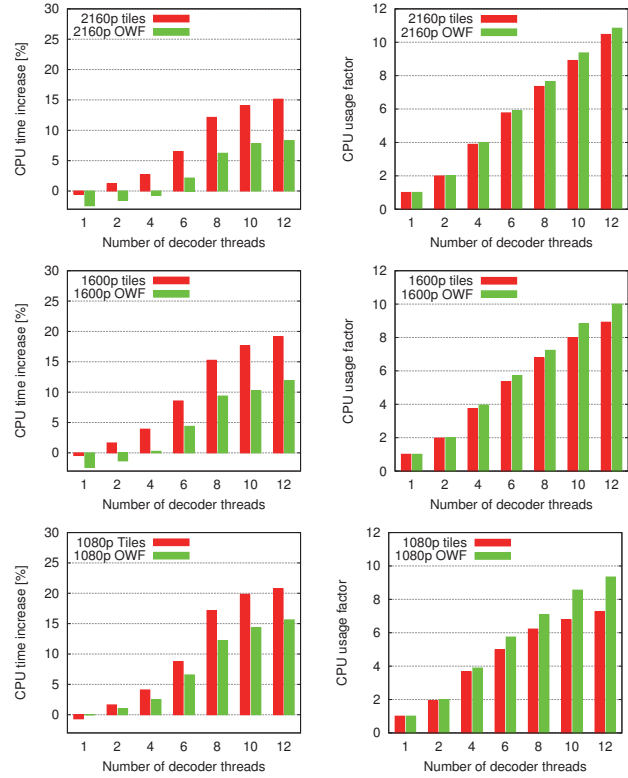 2160p tiles
2160p OWF
CPU time increase [%]
30
25
20
15
10
5
0
1 2 4 6 8 10 12
Number of decoder threads
2160p tiles
2160p OWF
CPU usage factor
12
10
8
6
4
2
0
1 2 4 6 8 10 12
Number of decoder threads
1600p tiles
1600p OWF
CPU time increase [%]
30
25
20
15
10
5
0
1 2 4 6 8 10 12
Number of decoder threads
1600p tiles
1600p OWF
CPU usage factor
12
10
8
6
4
2
0
1 2 4 6 8 10 12
Number of decoder threads
1080p Tiles
1080p OWF
CPU time increase [%]
30
25
20
15
10
5
0
1 2 4 6 8 10 12
Number of decoder threads
1080p tiles
1080p OWF
CPU usage factor
12
10
8
6
4
2
0
1 2 4 6 8 10 12
Number of decoder threads